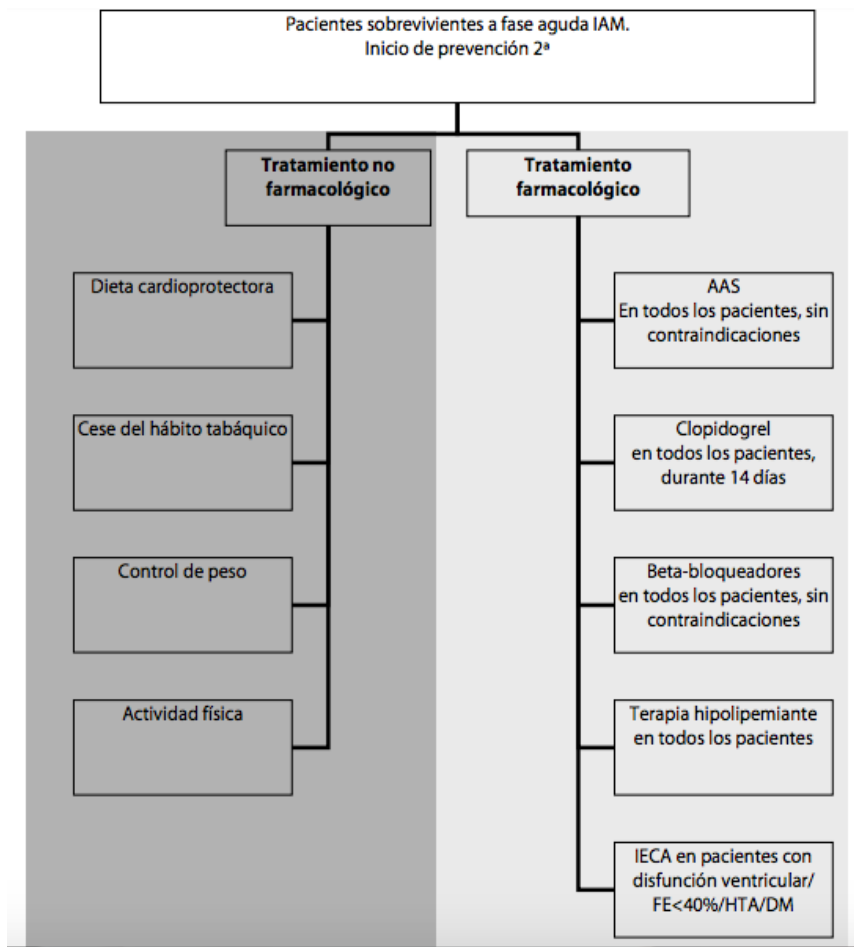 Pacientes sobrevivientes a fase aguda IAM.
Inicio de prevención 2ª
Tratamiento no
farmacológico
Dieta cardioprotectora
Cese del hábito tabáquico
Control de peso
Actividad física
Tratamiento
farmacológico
AAS
En todos los pacientes, sin
contraindicaciones
Clopidogrel
en todos los pacientes,
durante 14 días
Beta-bloqueadores
en todos los pacientes, sin
contraindicaciones
Terapia hipolipemiante
en todos los pacientes
IECA en pacientes con
disfunción ventricular/
FE<40%/HTA/DM